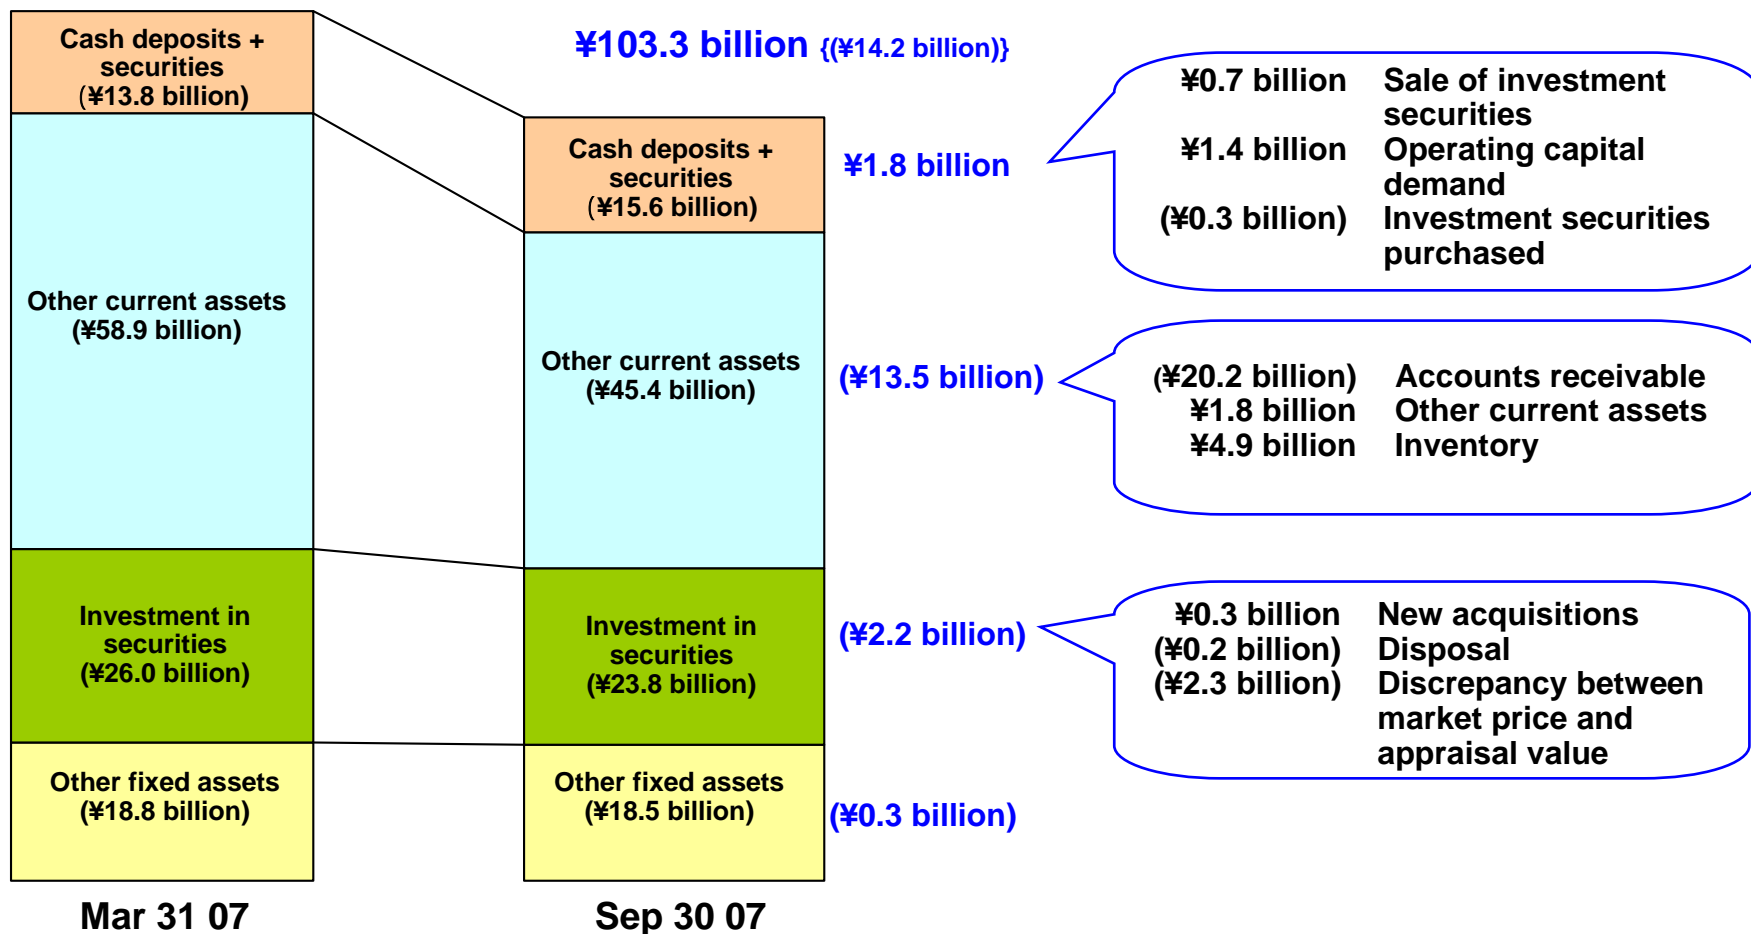 Cash deposits +
securities
(¥13.8 billion)
Other current assets
(¥58.9 billion)
Investment in
securities
(¥26.0 billion)
Other fixed assets
(¥18.8 billion)
Mar 31 07
¥103.3 billion {(¥14.2 billion)}
Cash deposits +
securities
(¥15.6 billion)
Other current assets
(¥45.4 billion)
Investment in
securities
(¥23.8 billion)
Other fixed assets
(¥18.5 billion)
Sep 30 07
¥1.8 billion
(¥13.5 billion)
(¥2.2 billion)
(¥0.3 billion)
¥0.7 billion Sale of investment
securities
¥1.4 billion Operating capital
demand
(¥0.3 billion) Investment securities
purchased
(¥20.2 billion) Accounts receivable
¥1.8 billion Other current assets
¥4.9 billion Inventory
¥0.3 billion New acquisitions
(¥0.2 billion) Disposal
(¥2.3 billion) Discrepancy between
market price and
appraisal value